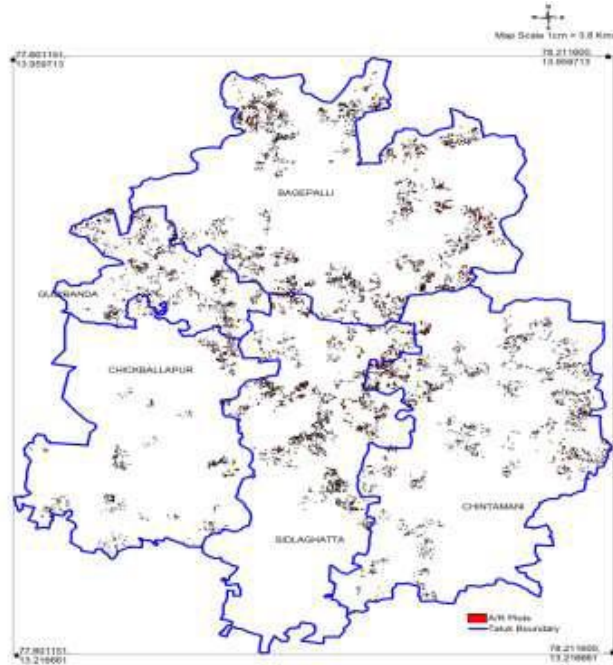 Map Scale 1cm = 3.8 Km
77.601151,
13.959713
78.211600,
13.959713
BAGEPALLI
GUDIBANDA
CHICKBALLAPUR
CHINTAMANI
SIDLAGHATTA
A/R Plots
Taluk Boundary
77.601151,
13.216661
78.211600,
13.216661